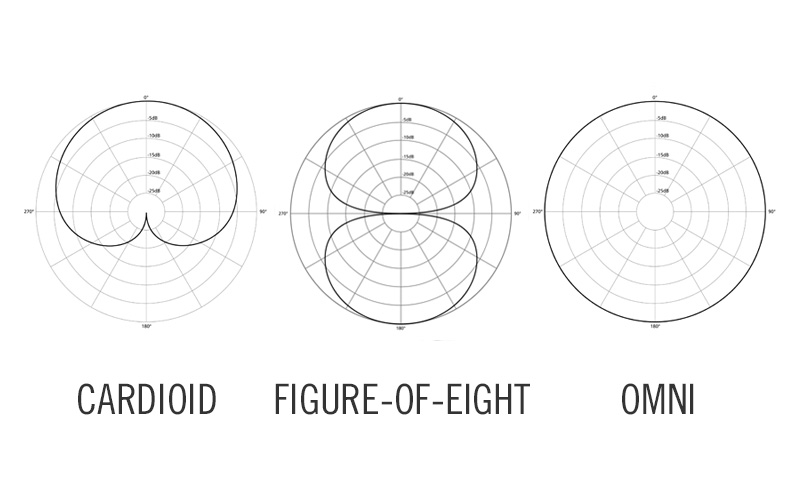 0°
-5dB
-10dB
-15dB
-20dB
-25dB
270°
90°
180°
0°
-5dB
-10dB
-15dB
-20dB
-25dB
270°
90°
180°
0°
-5dB
-10dB
-15dB
-20dB
-25dB
270°
90°
180°
CARDIOID
FIGURE-OF-EIGHT
OMNI